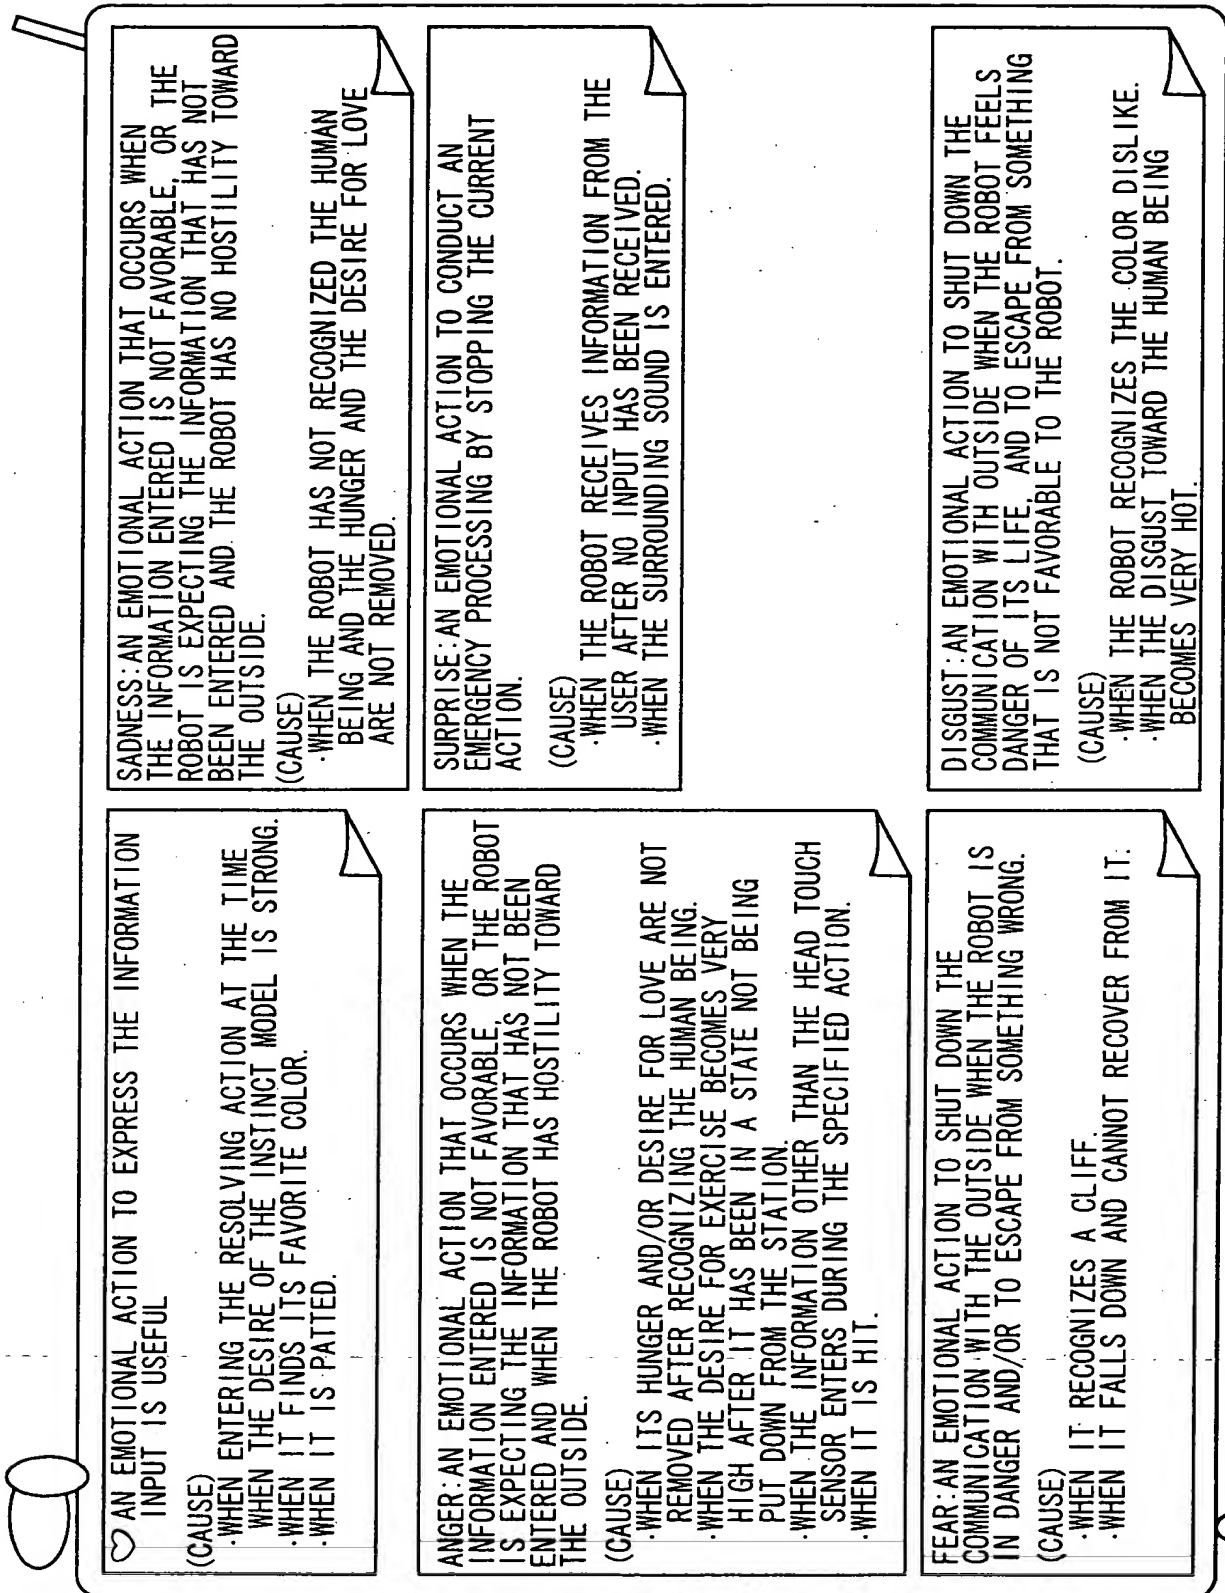 ♡ AN EMOTIONAL ACTION TO EXPRESS THE INFORMATION
INPUT IS USEFUL
(CAUSE)
·WHEN ENTERING THE RESOLVING ACTION AT THE TIME
WHEN THE DESIRE OF THE INSTINCT MODEL IS STRONG.
·WHEN IT FINDS ITS FAVORITE COLOR.
·WHEN IT IS PATTED.
SADNESS:AN EMOTIONAL ACTION THAT OCCURS WHEN
THE INFORMATION ENTERED IS NOT FAVORABLE, OR THE
ROBOT IS EXPECTING THE INFORMATION THAT HAS NOT
BEEN ENTERED AND THE ROBOT HAS NO HOSTILITY TOWARD
THE OUTSIDE.
(CAUSE)
·WHEN THE ROBOT HAS NOT RECOGNIZED THE HUMAN
BEING AND THE HUNGER AND THE DESIRE FOR LOVE
ARE NOT REMOVED.
ANGER:AN EMOTIONAL ACTION THAT OCCURS WHEN THE
INFORMATION ENTERED IS NOT FAVORABLE, OR THE ROBOT
IS EXPECTING THE INFORMATION THAT HAS NOT BEEN
ENTERED AND WHEN THE ROBOT HAS HOSTILITY TOWARD
THE OUTSIDE.
(CAUSE)
·WHEN ITS HUNGER AND/OR DESIRE FOR LOVE ARE NOT
REMOVED AFTER RECOGNIZING THE HUMAN BEING.
·WHEN THE DESIRE FOR EXERCISE BECOMES VERY
HIGH AFTER IT HAS BEEN IN A STATE NOT BEING
PUT DOWN FROM THE STATION.
·WHEN THE INFORMATION OTHER THAN THE HEAD TOUCH
SENSOR ENTERS DURING THE SPECIFIED ACTION.
·WHEN IT IS HIT.
SURPRISE:AN EMOTIONAL ACTION TO CONDUCT AN
EMERGENCY PROCESSING BY STOPPING THE CURRENT
ACTION.
(CAUSE)
·WHEN THE ROBOT RECEIVES INFORMATION FROM THE
USER AFTER NO INPUT HAS BEEN RECEIVED.
·WHEN THE SURROUNDING SOUND IS ENTERED.
FEAR:AN EMOTIONAL ACTION TO SHUT DOWN THE
COMMUNICATION WITH THE OUTSIDE WHEN THE ROBOT IS
IN DANGER AND/OR TO ESCAPE FROM SOMETHING WRONG.
(CAUSE)
·WHEN IT RECOGNIZES A CLIFF.
·WHEN IT FALLS DOWN AND CANNOT RECOVER FROM IT.
DISGUST:AN EMOTIONAL ACTION TO SHUT DOWN THE
COMMUNICATION WITH OUTSIDE WHEN THE ROBOT FEELS
DANGER OF ITS LIFE, AND TO ESCAPE FROM SOMETHING
THAT IS NOT FAVORABLE TO THE ROBOT.
(CAUSE)
·WHEN THE ROBOT RECOGNIZES THE COLOR DISLIKE.
·WHEN THE DISGUST TOWARD THE HUMAN BEING
BECOMES VERY HOT.